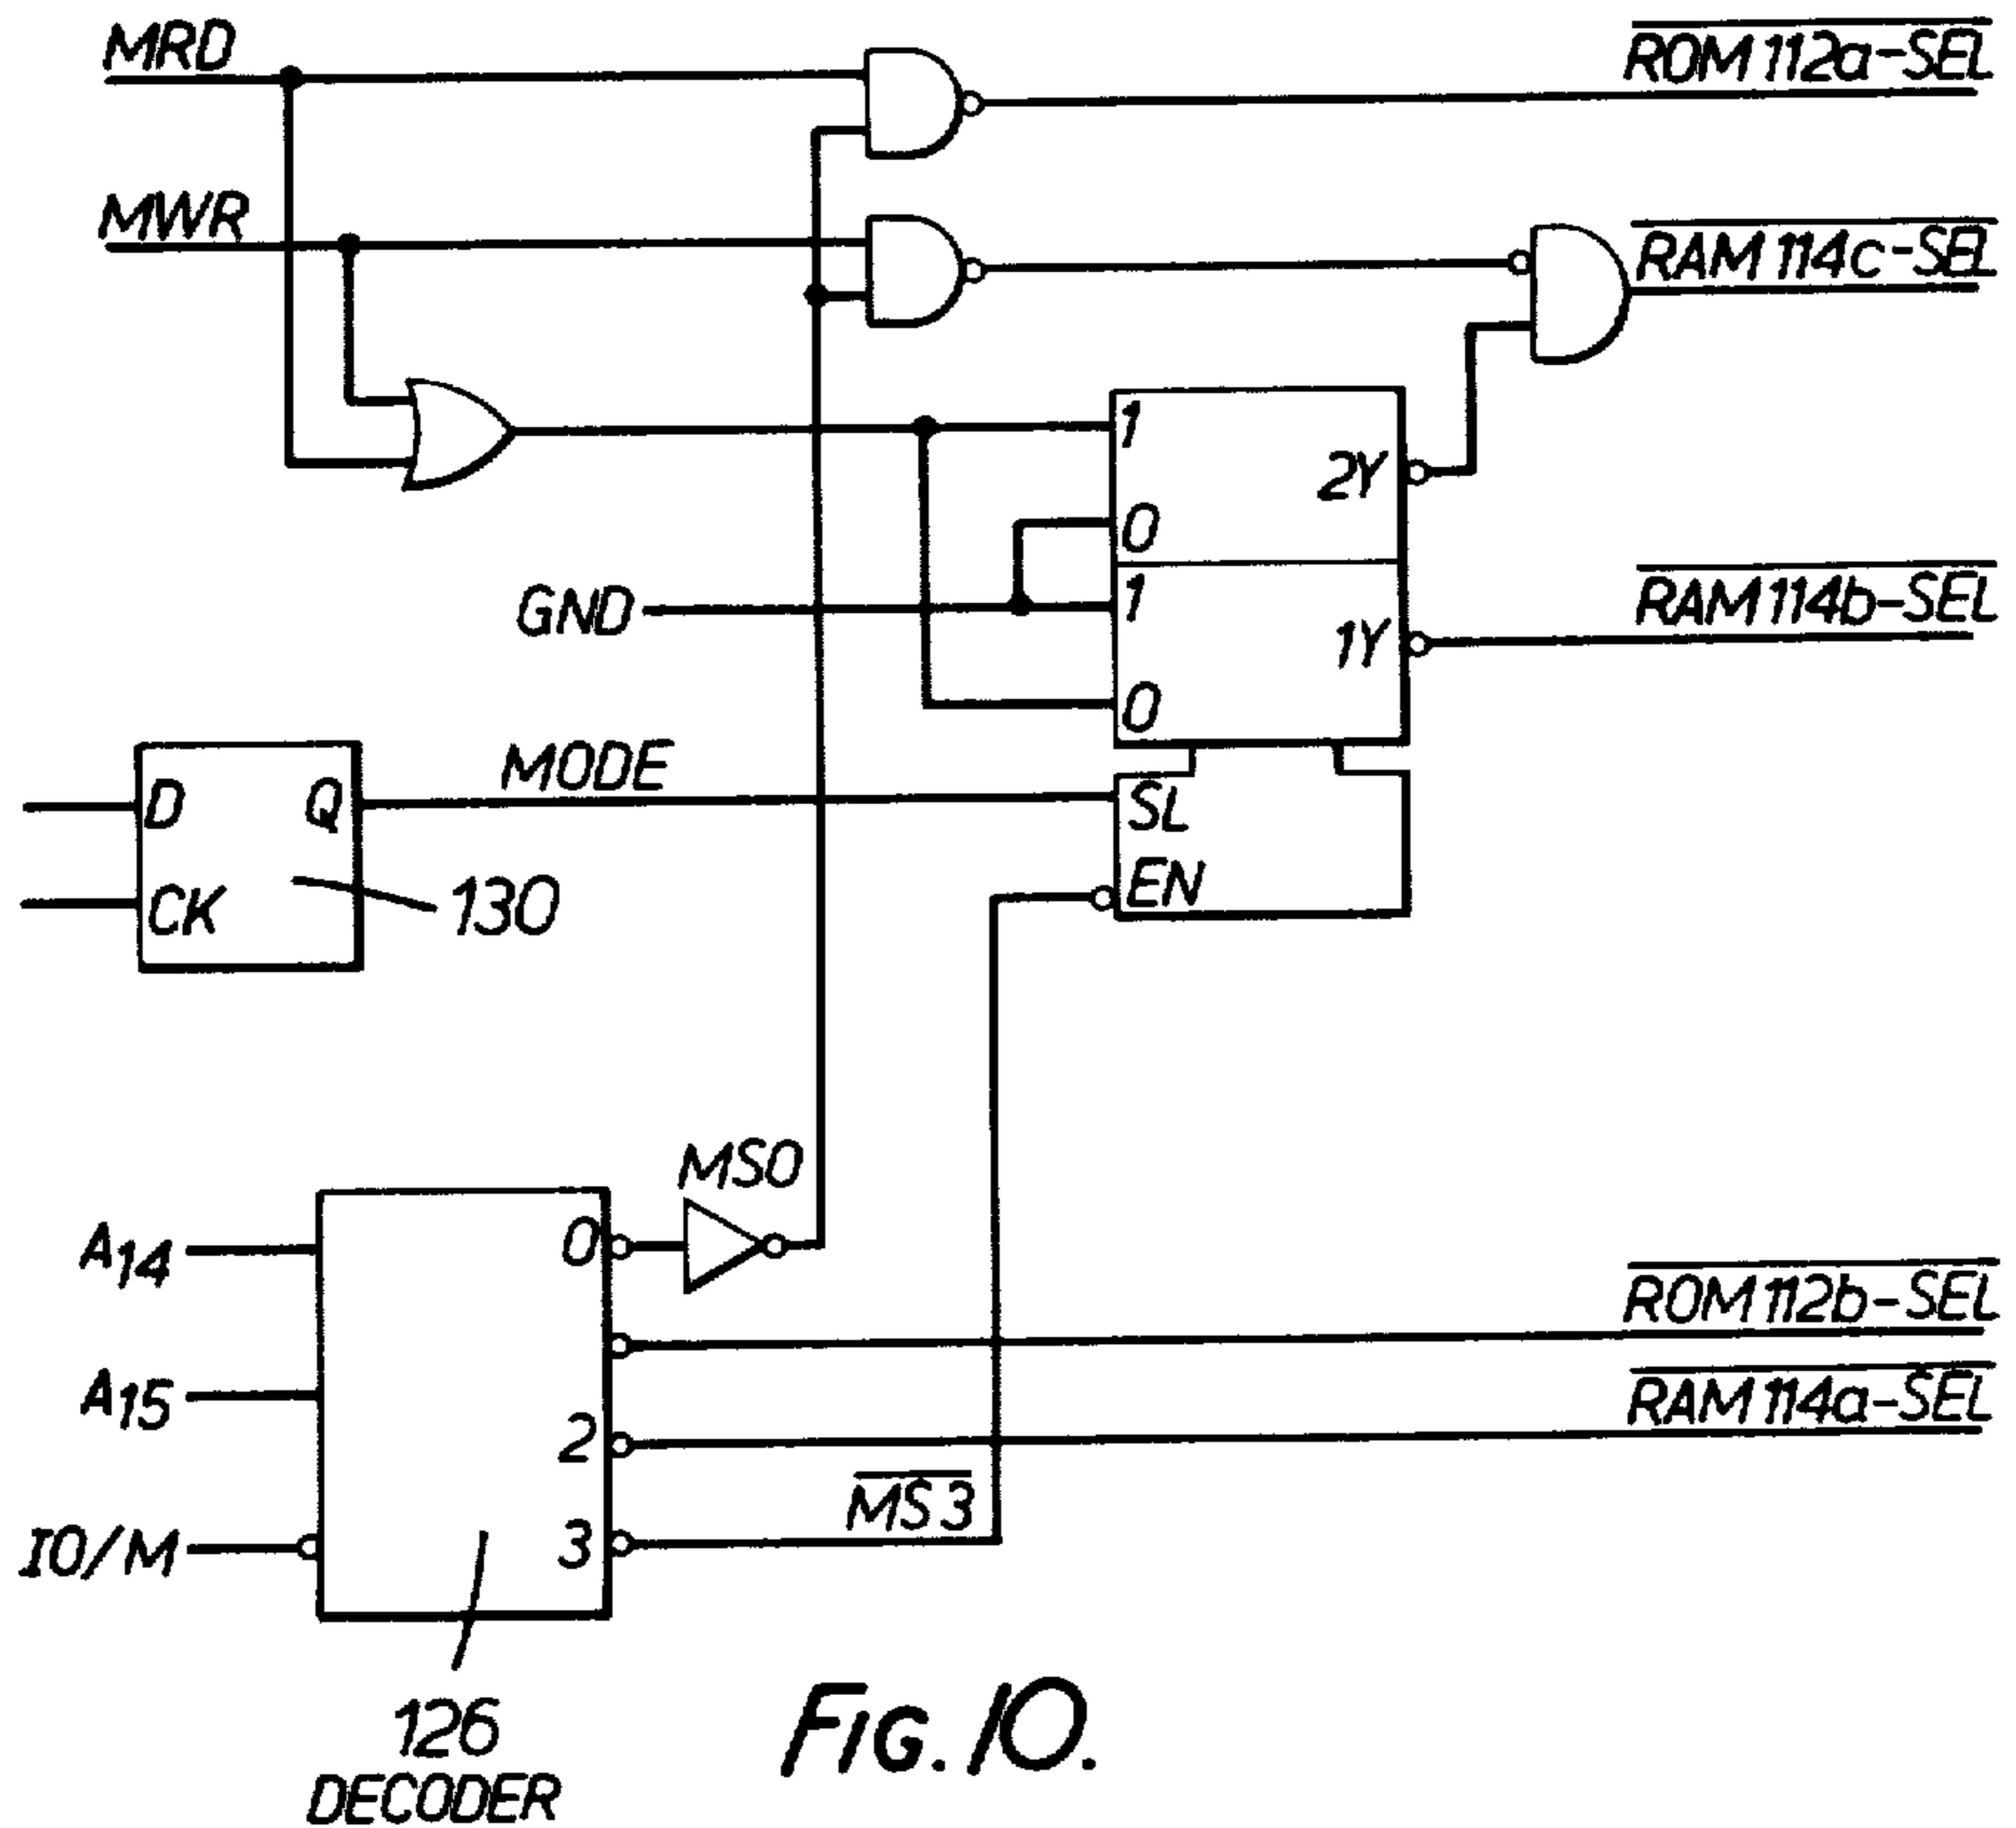 MRD
ROM 112a-SEL
MWR
RAM 114c-SEL
1
2Y
0
GND
1
RAM 114b-SEL
1Y
0
MODE
D
Q
SL
EN
CK
130
MS0
A14
0
ROM 112b-SEL
A15
RAM 114a-SEL
2
MS3
IO/M
3
126
DECODER
FIG. 10.